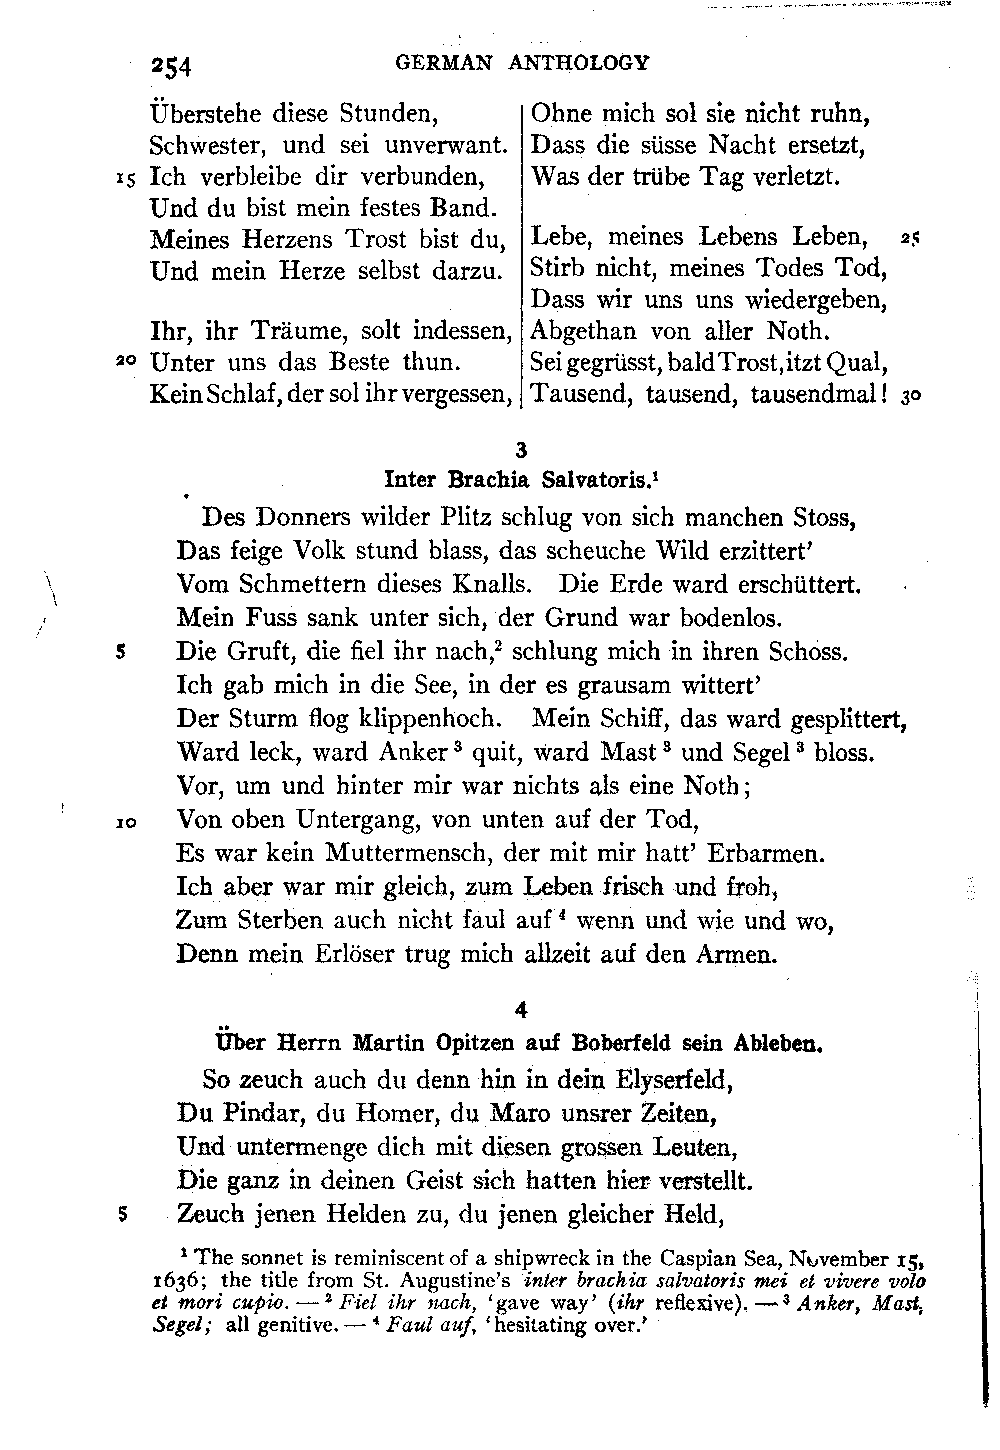 254 GERMAN ANTHOLOGY
Überstehe diese Stunden,
Schwester, und sei unverwant.
15 Ich verbleibe dir verbunden,
Und du bist mein festes Band.
Meines Herzens Trost bist du,
Und mein Herze selbst darzu.
Ihr, ihr Träume, solt indessen,
20 Unter uns das Beste thun.
Kein Schlaf, der sol ihr vergessen,
Ohne mich sol sie nicht ruhn,
Dass die süsse Nacht ersetzt,
Was der trübe Tag verletzt.
Lebe, meines Lebens Leben, 25
Stirb nicht, meines Todes Tod,
Dass wir uns uns wiedergeben,
Abgethan von aller Noth.
Sei gegrüsst, bald Trost, itzt Qual,
Tausend, tausend, tausendmal! 30
3
Inter Brachia Salvatoris.¹
Des Donners wilder Plitz schlug von sich manchen Stoss,
Das feige Volk stund blass, das scheuche Wild erzittert’
Vom Schmettern dieses Knalls. Die Erde ward erschüttert.
Mein Fuss sank unter sich, der Grund war bodenlos.
5 Die Gruft, die fiel ihr nach,² schlung mich in ihren Schoss.
Ich gab mich in die See, in der es grausam wittert’
Der Sturm flog klippenhoch. Mein Schiff, das ward gesplittert,
Ward leck, ward Anker³ quit, ward Mast³ und Segel³ bloss.
Vor, um und hinter mir war nichts als eine Noth;
10 Von oben Untergang, von unten auf der Tod,
Es war kein Muttermensch, der mit mir hatt’ Erbarmen.
Ich aber war mir gleich, zum Leben frisch und froh,
Zum Sterben auch nicht faul auf⁴ wenn und wie und wo,
Denn mein Erlöser trug mich allzeit auf den Armen.
4
Über Herrn Martin Opitzen auf Boberfeld sein Ableben.
So zeuch auch du denn hin in dein Elyserfeld,
Du Pindar, du Homer, du Maro unsrer Zeiten,
Und untermenge dich mit diesen grossen Leuten,
Die ganz in deinen Geist sich hatten hier verstellt.
5 Zeuch jenen Helden zu, du jenen gleicher Held,
¹ The sonnet is reminiscent of a shipwreck in the Caspian Sea, November 15,
1636; the title from St. Augustine’s inter brachia salvatoris mei et vivere volo
et mori cupio. — ² Fiel ihr nach, ‘gave way’ (ihr reflexive). — ³ Anker, Mast,
Segel; all genitive. — ⁴ Faul auf, ‘hesitating over.’